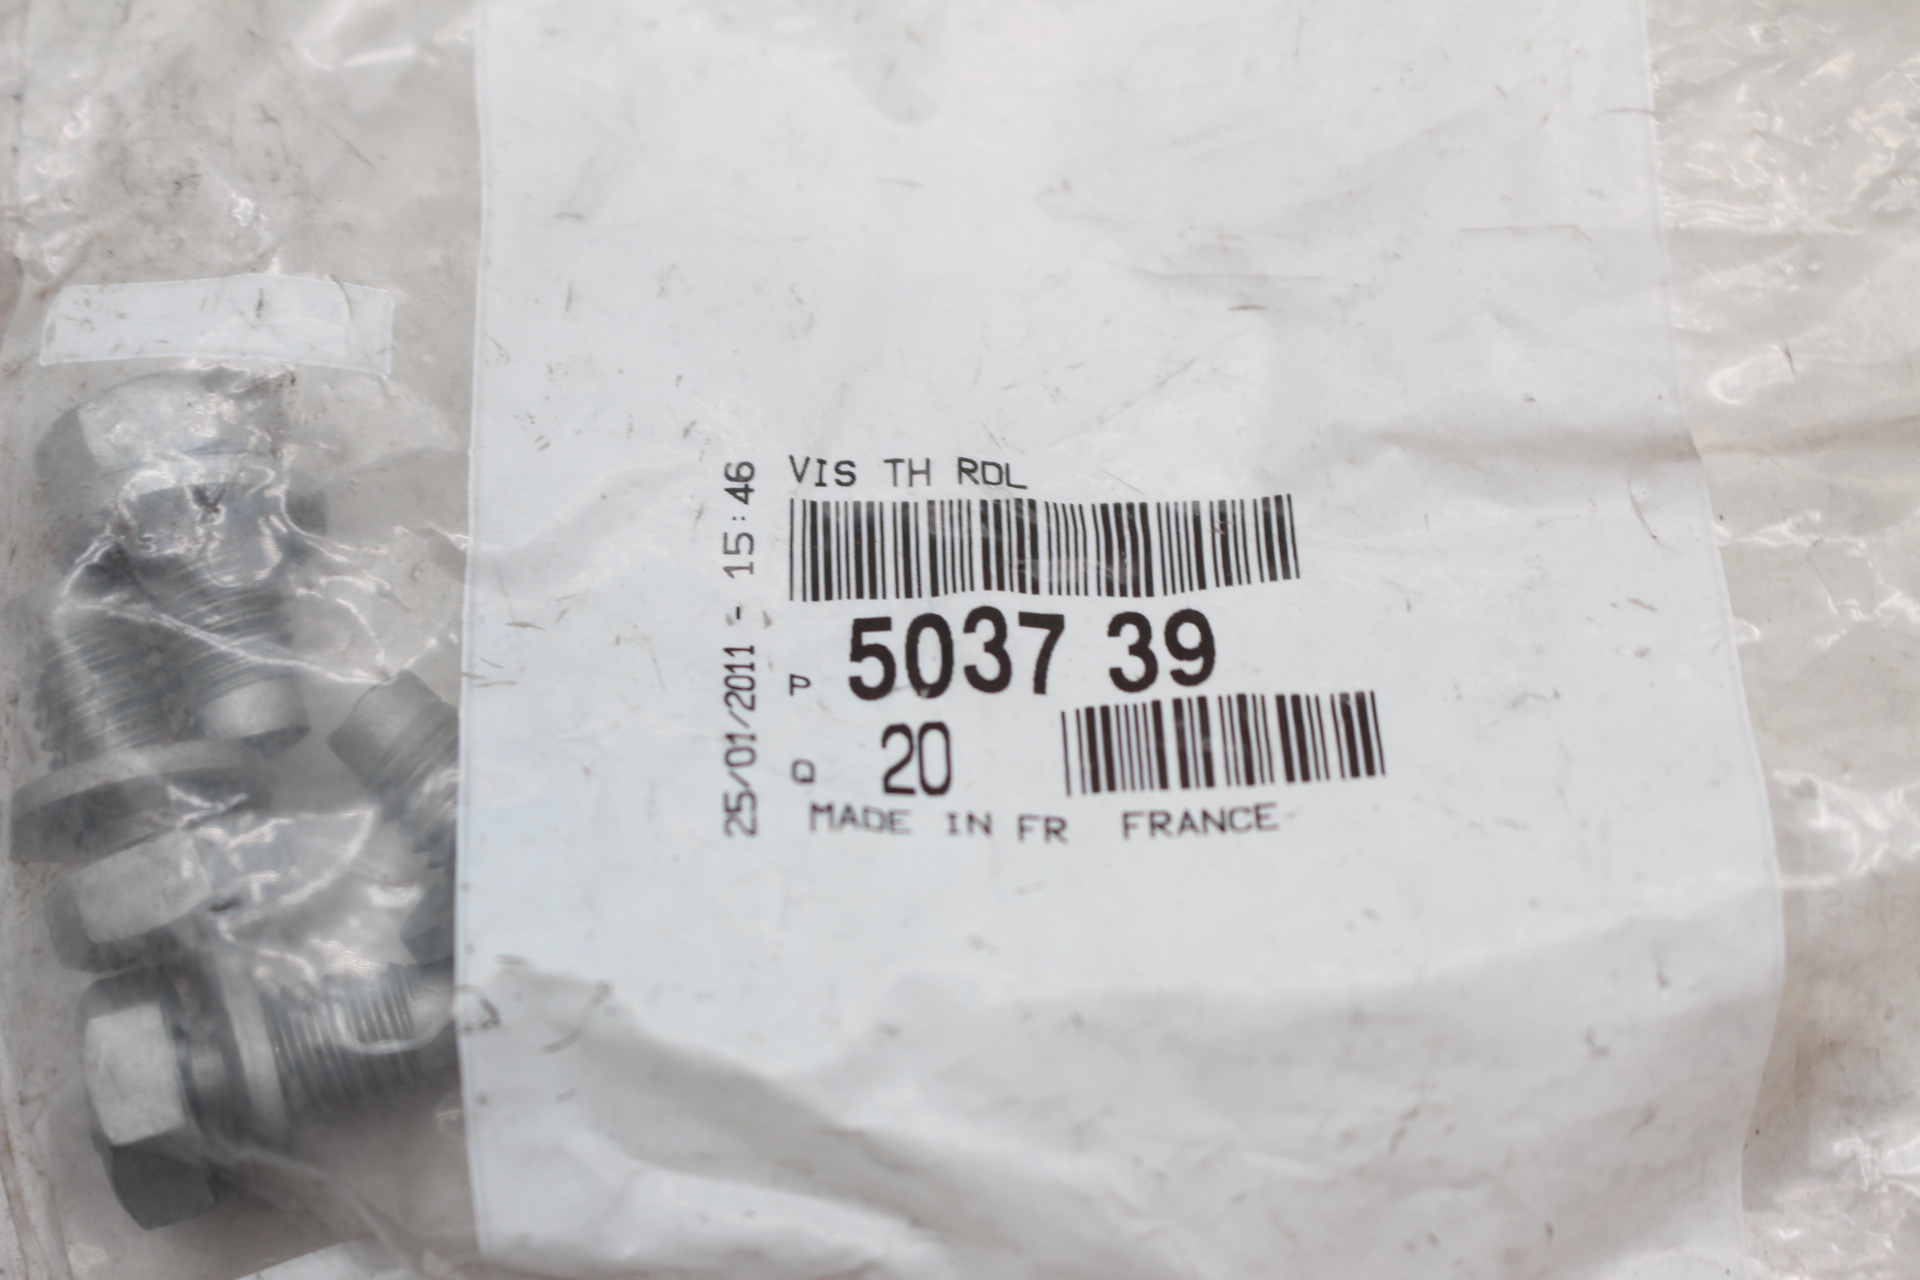 VIS TH RDL
25/01/2011 - 15:46
P 5037 39
Q 20
MADE IN FR FRANCE